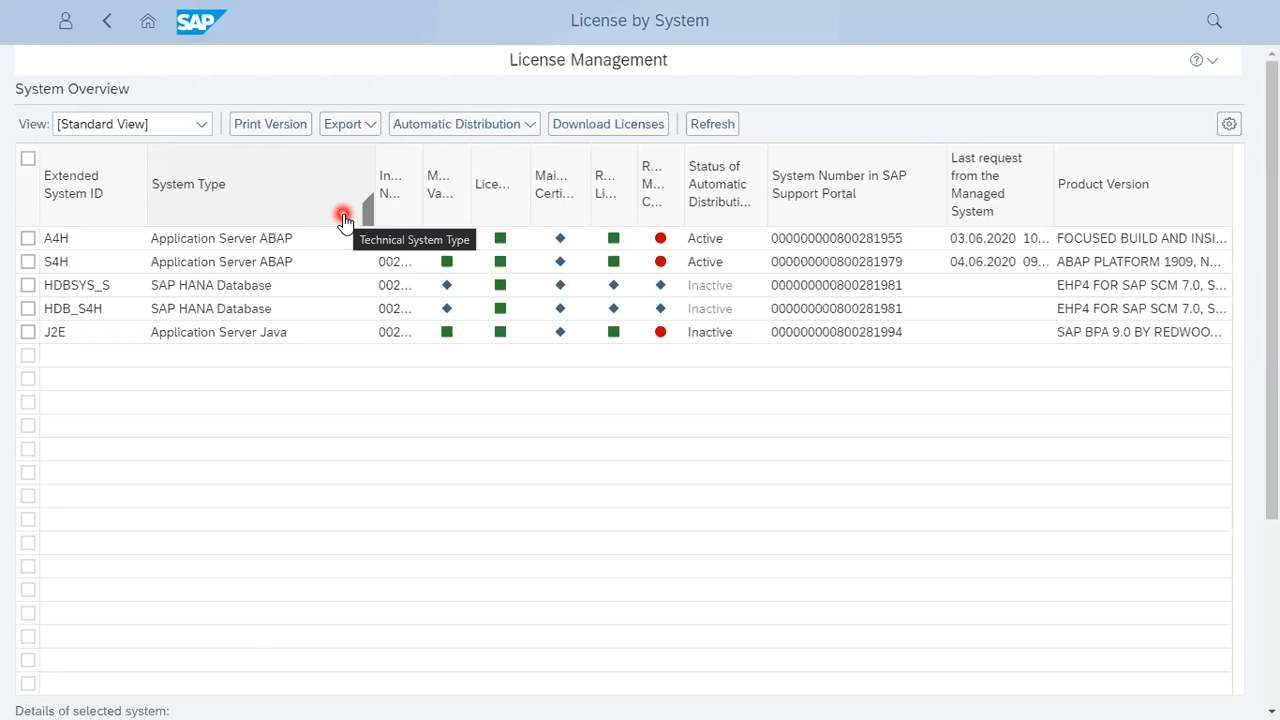 SAP
License by System
License Management
System Overview
View: [Standard View] Print Version Export Automatic Distribution Download Licenses Refresh
Extended System ID System Type In... N... M... Va... Lice... Mai... Certi... R... Li... R... M... C... Status of Automatic Distributi... System Number in SAP Support Portal Last request from the Managed System Product Version
Technical System Type
A4H Application Server ABAP Active 000000000800281955 03.06.2020 10... FOCUSED BUILD AND INSI...
S4H Application Server ABAP 002... Active 000000000800281979 04.06.2020 09... ABAP PLATFORM 1909, N...
HDBSYS_S SAP HANA Database 002... Inactive 000000000800281981 EHP4 FOR SAP SCM 7.0, S...
HDB_S4H SAP HANA Database 002... Inactive 000000000800281981 EHP4 FOR SAP SCM 7.0, S...
J2E Application Server Java 002... Inactive 000000000800281994 SAP BPA 9.0 BY REDWOO...
Details of selected system: